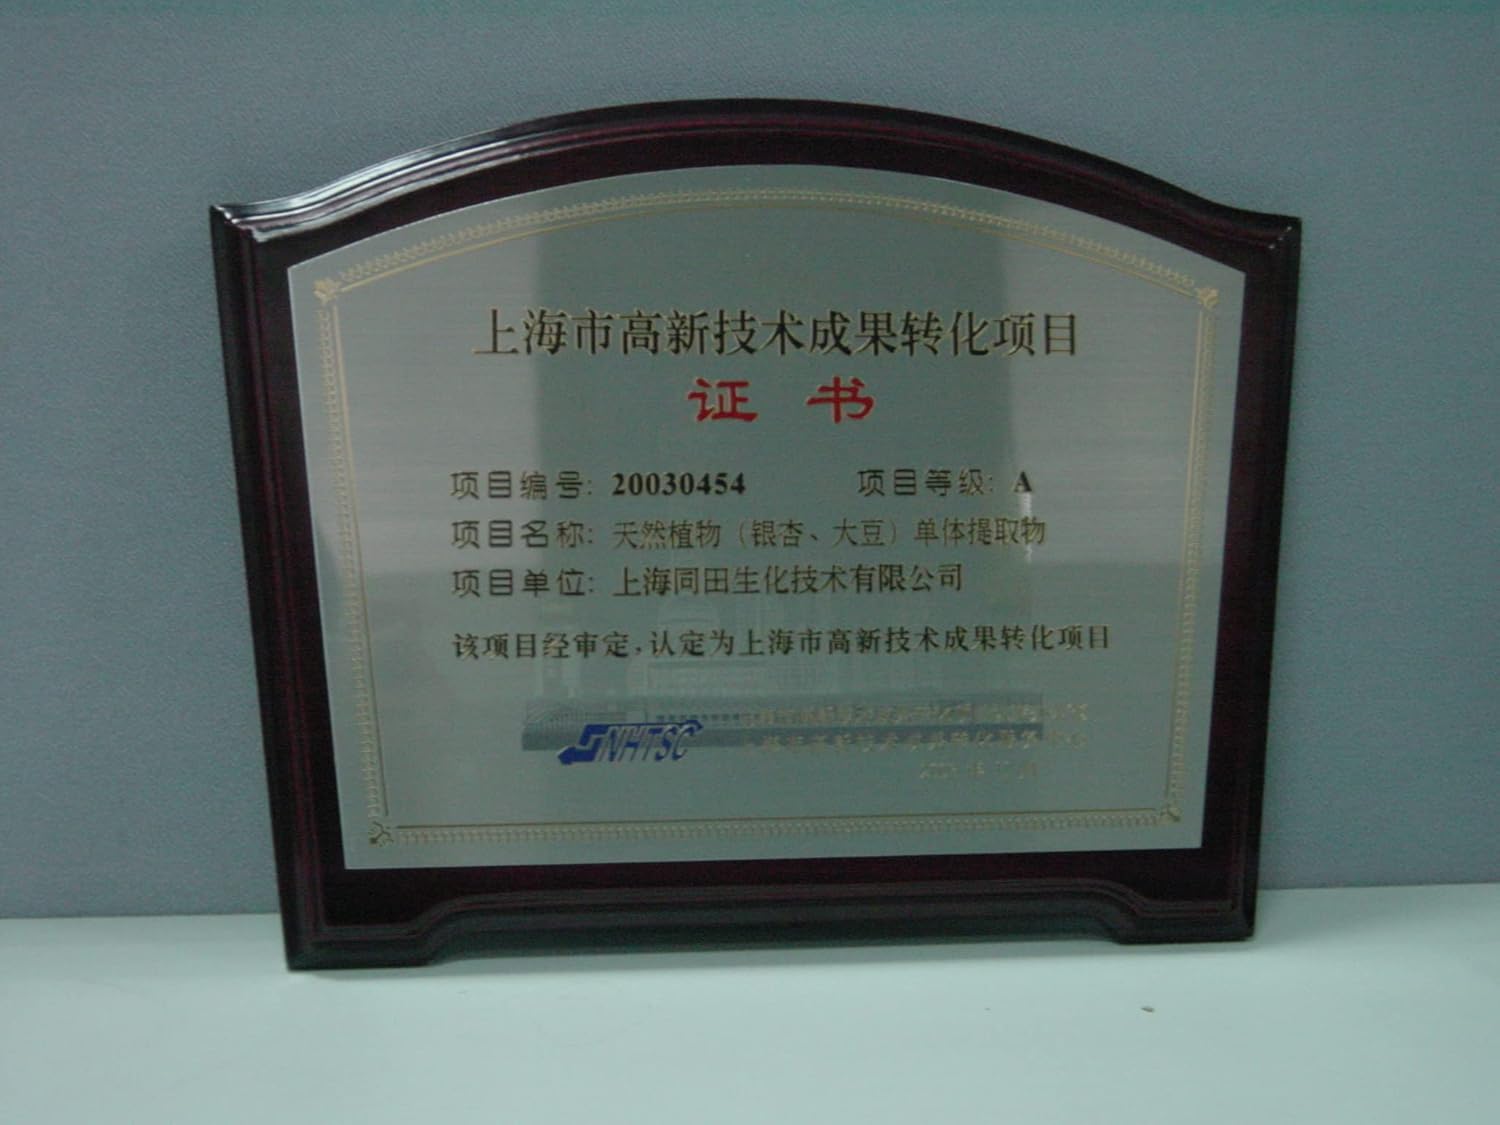 上海市高新技术成果转化项目
证书
项目编号: 20030454 项目等级: A
项目名称: 天然植物（银杏、大豆）单体提取物
项目单位: 上海同田生化技术有限公司
该项目经审定,认定为上海市高新技术成果转化项目
SNHTSC